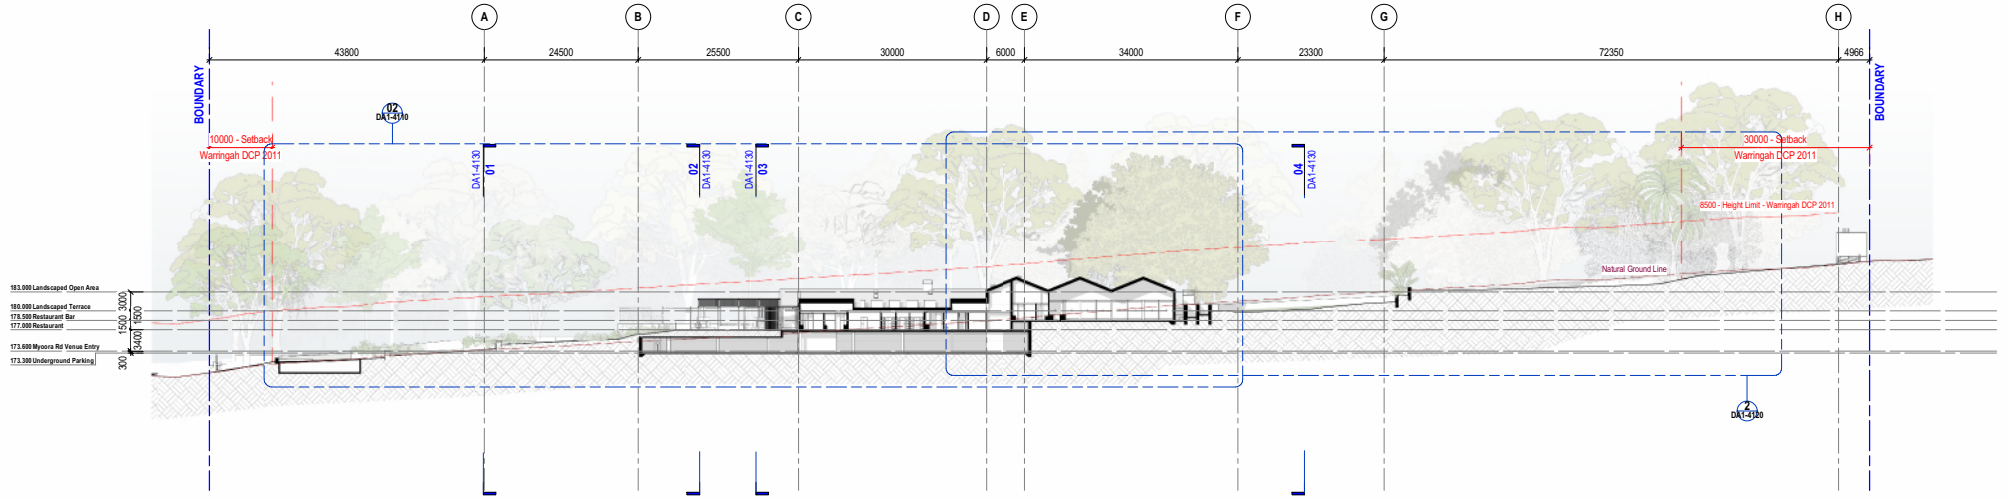 A B C D E F G H
43800 24500 25500 30000 6000 34000 23300 72350 4966
BOUNDARY
BOUNDARY
02
DA1-4110
10000 - Setback
Warringah DCP 2011
30000 - Setback
Warringah DCP 2011
DA1-4130
01
02
DA1-4130
DA1-4130
03
04
DA1-4130
8500 - Height Limit - Warringah DCP 2011
Natural Ground Line
183.000 Landscaped Open Area
180.000 Landscaped Terrace
178.500 Restaurant Bar
177.000 Restaurant
173.600 Myoora Rd Venue Entry
173.300 Underground Parking
3000
1500
1500
3400
300
2
DA1-4120